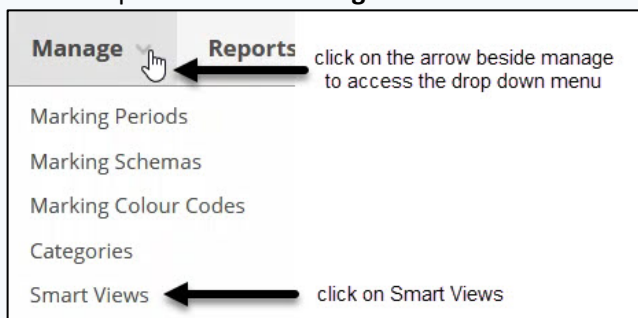 Manage Reports
click on the arrow beside manage
to access the drop down menu
Marking Periods
Marking Schemas
Marking Colour Codes
Categories
Smart Views
click on Smart Views